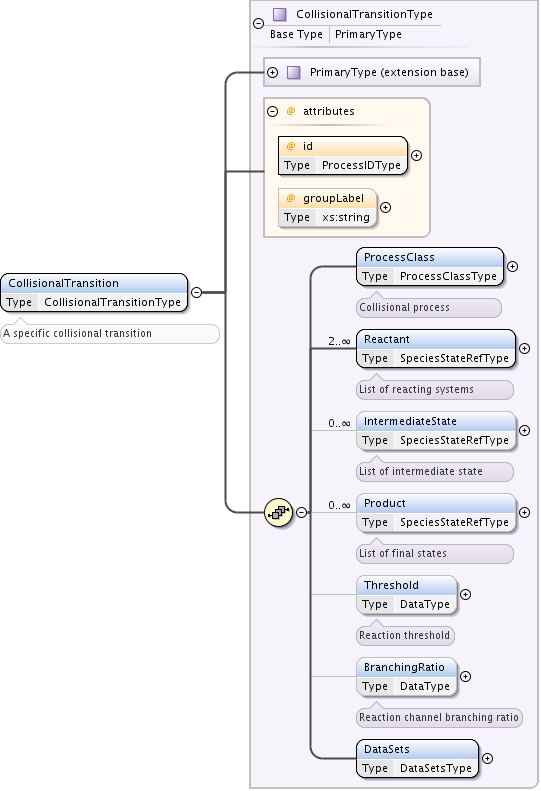 CollisionalTransitionType
Base Type PrimaryType
PrimaryType (extension base)
@ attributes
@ id
Type ProcessIDType
@ groupLabel
Type xs:string
CollisionalTransition
Type CollisionalTransitionType
A specific collisional transition
ProcessClass
Type ProcessClassType
Collisional process
2..∞
Reactant
Type SpeciesStateRefType
List of reacting systems
0..∞
IntermediateState
Type SpeciesStateRefType
List of intermediate state
0..∞
Product
Type SpeciesStateRefType
List of final states
Threshold
Type DataType
Reaction threshold
BranchingRatio
Type DataType
Reaction channel branching ratio
DataSets
Type DataSetsType